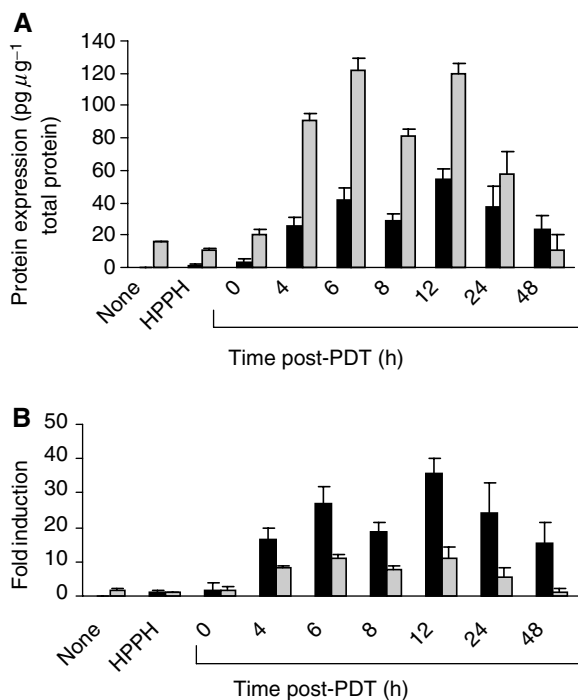 A
Protein expression (pg µg⁻¹
total protein)
140
120
100
80
60
40
20
0
None
HPPH
0
4
6
8
12
24
48
Time post-PDT (h)
B
Fold induction
50
40
30
20
10
0
None
HPPH
0
4
6
8
12
24
48
Time post-PDT (h)